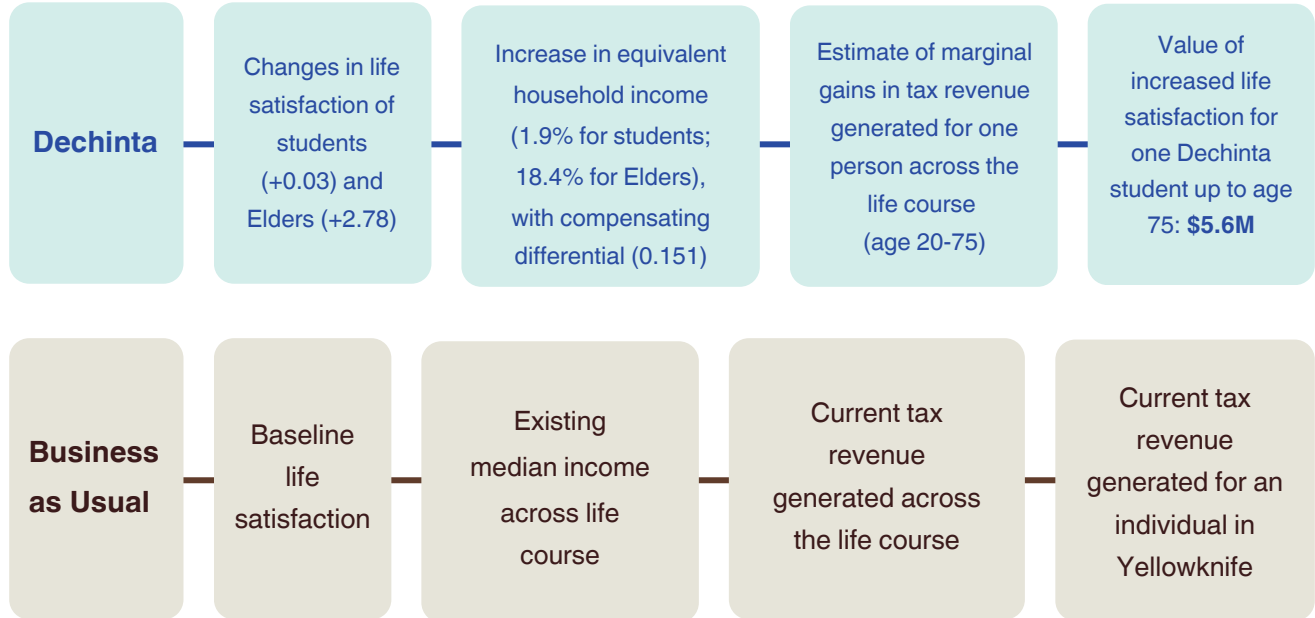 Dechinta
Changes in life
satisfaction of
students
(+0.03) and
Elders (+2.78)
Increase in equivalent
household income
(1.9% for students;
18.4% for Elders),
with compensating
differential (0.151)
Estimate of marginal
gains in tax revenue
generated for one
person across the
life course
(age 20-75)
Value of
increased life
satisfaction for
one Dechinta
student up to age
75: $5.6M
Business
as Usual
Baseline
life
satisfaction
Existing
median income
across life
course
Current tax
revenue
generated across
the life course
Current tax
revenue
generated for an
individual in
Yellowknife